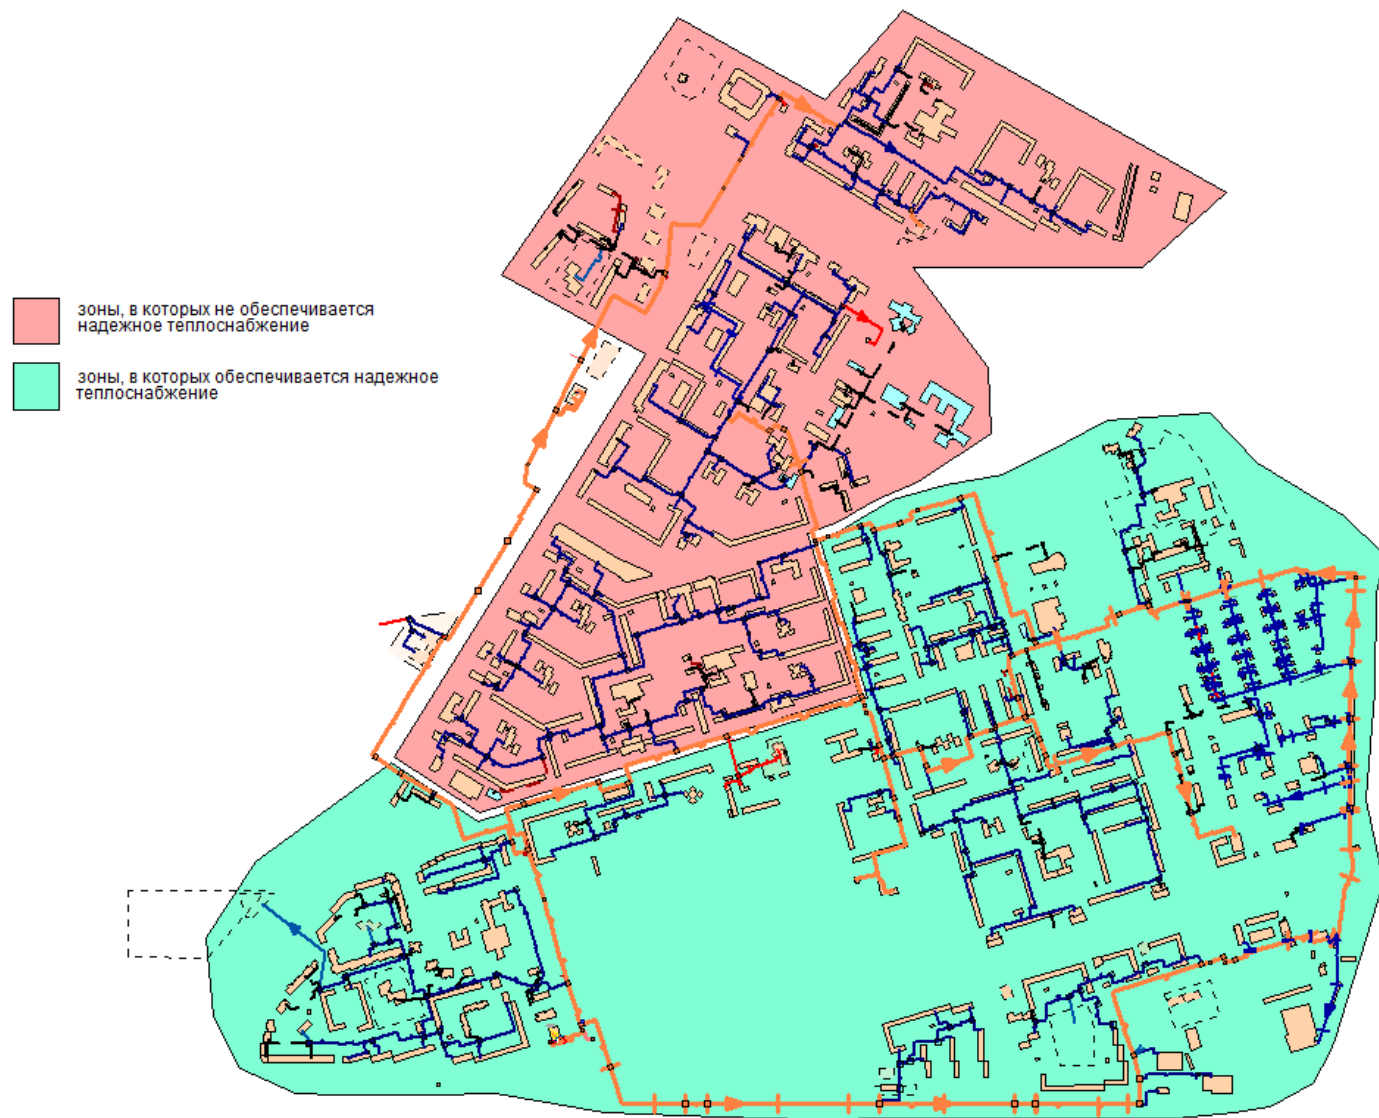 зоны, в которых не обеспечивается
надежное теплоснабжение
зоны, в которых обеспечивается надежное
теплоснабжение